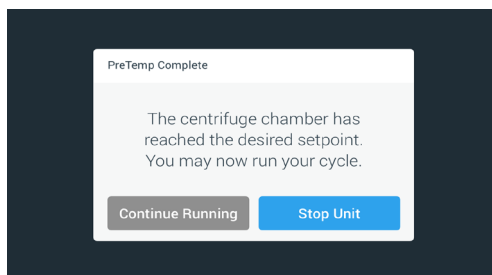 PreTemp Complete
The centrifuge chamber has
reached the desired setpoint.
You may now run your cycle.
Continue Running
Stop Unit